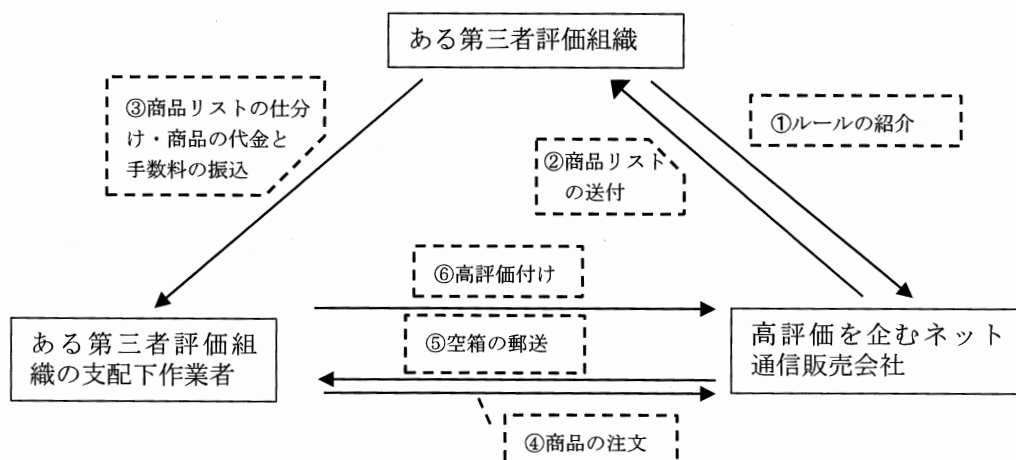 ある第三者評価組織
③商品リストの仕分
け・商品の代金と
手数料の振込
①ルールの紹介
②商品リスト
の送付
⑥高評価付け
ある第三者評価組
織の支配下作業者
⑤空箱の郵送
高評価を企むネット
通信販売会社
④商品の注文